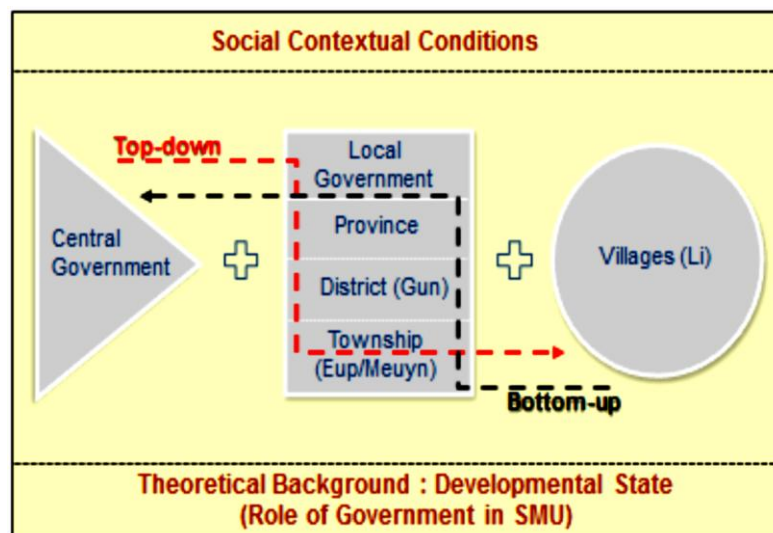 Social Contextual Conditions
Top-down
Central
Government
Local
Government
Province
District (Gun)
Township
(Eup/Meuyn)
Villages (Li)
Bottom-up
Theoretical Background : Developmental State
(Role of Government in SMU)